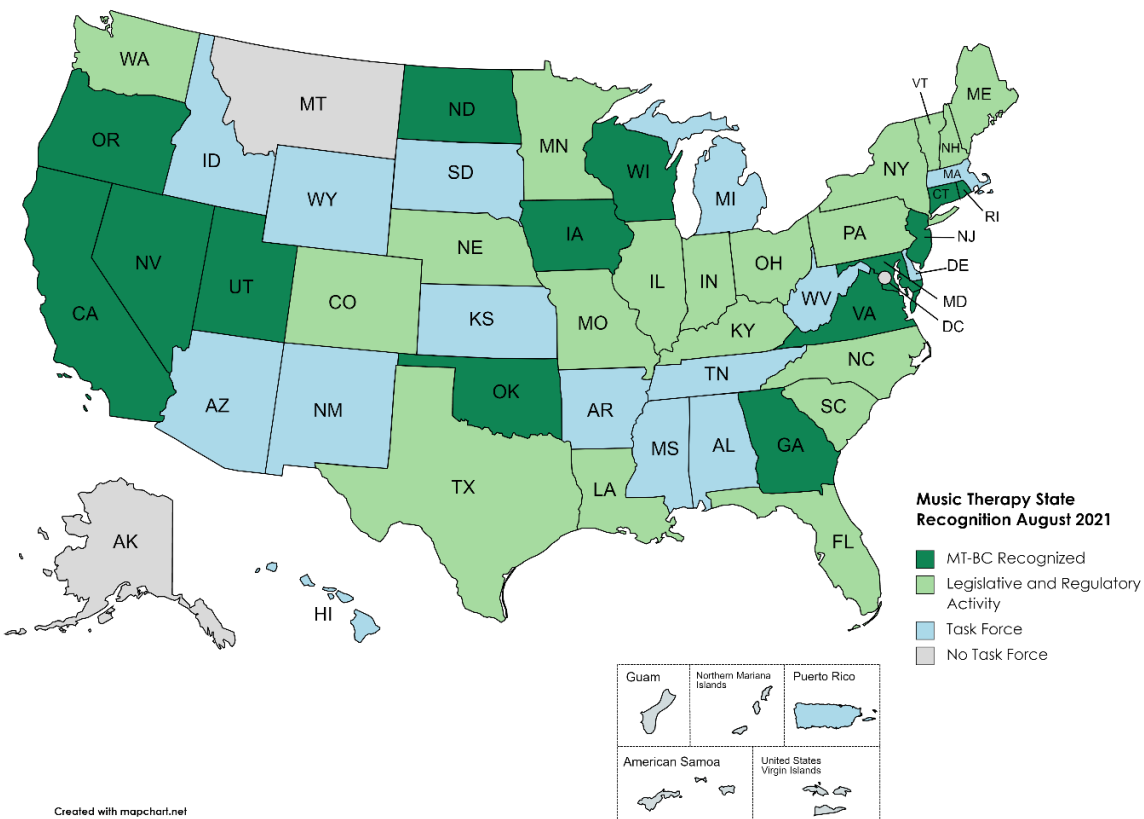 WA
MT
ND
MN
VT
ME
OR
ID
SD
WI
MI
NY
NH
MA
CT
RI
WY
NE
IA
PA
NJ
NV
UT
CO
IL
IN
OH
DE
CA
KS
MO
WV
VA
MD
DC
KY
AZ
NM
OK
AR
TN
NC
SC
MS
AL
GA
TX
LA
FL
AK
HI
Music Therapy State
Recognition August 2021
MT-BC Recognized
Legislative and Regulatory
Activity
Task Force
No Task Force
Guam
Northern Mariana
Islands
Puerto Rico
American Samoa
United States
Virgin Islands
Created with mapchart.net